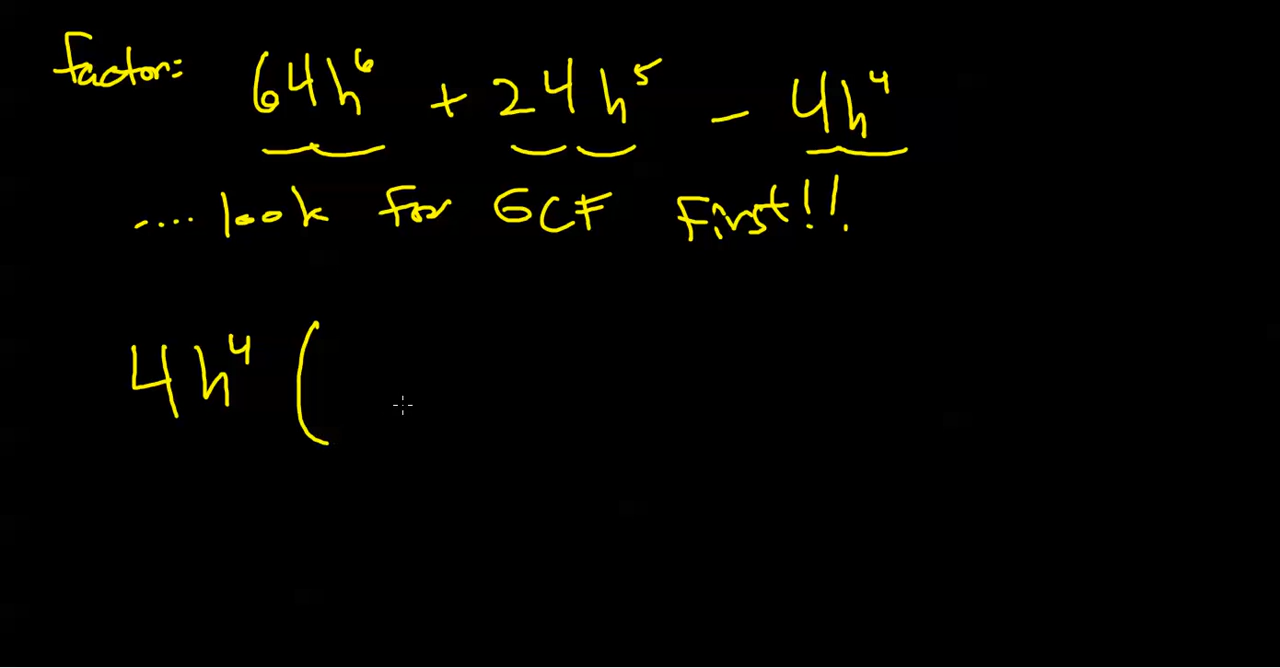 Factor: 64h⁶ + 24h⁵ - 4h⁴
.... look for GCF First!!
4h⁴ (